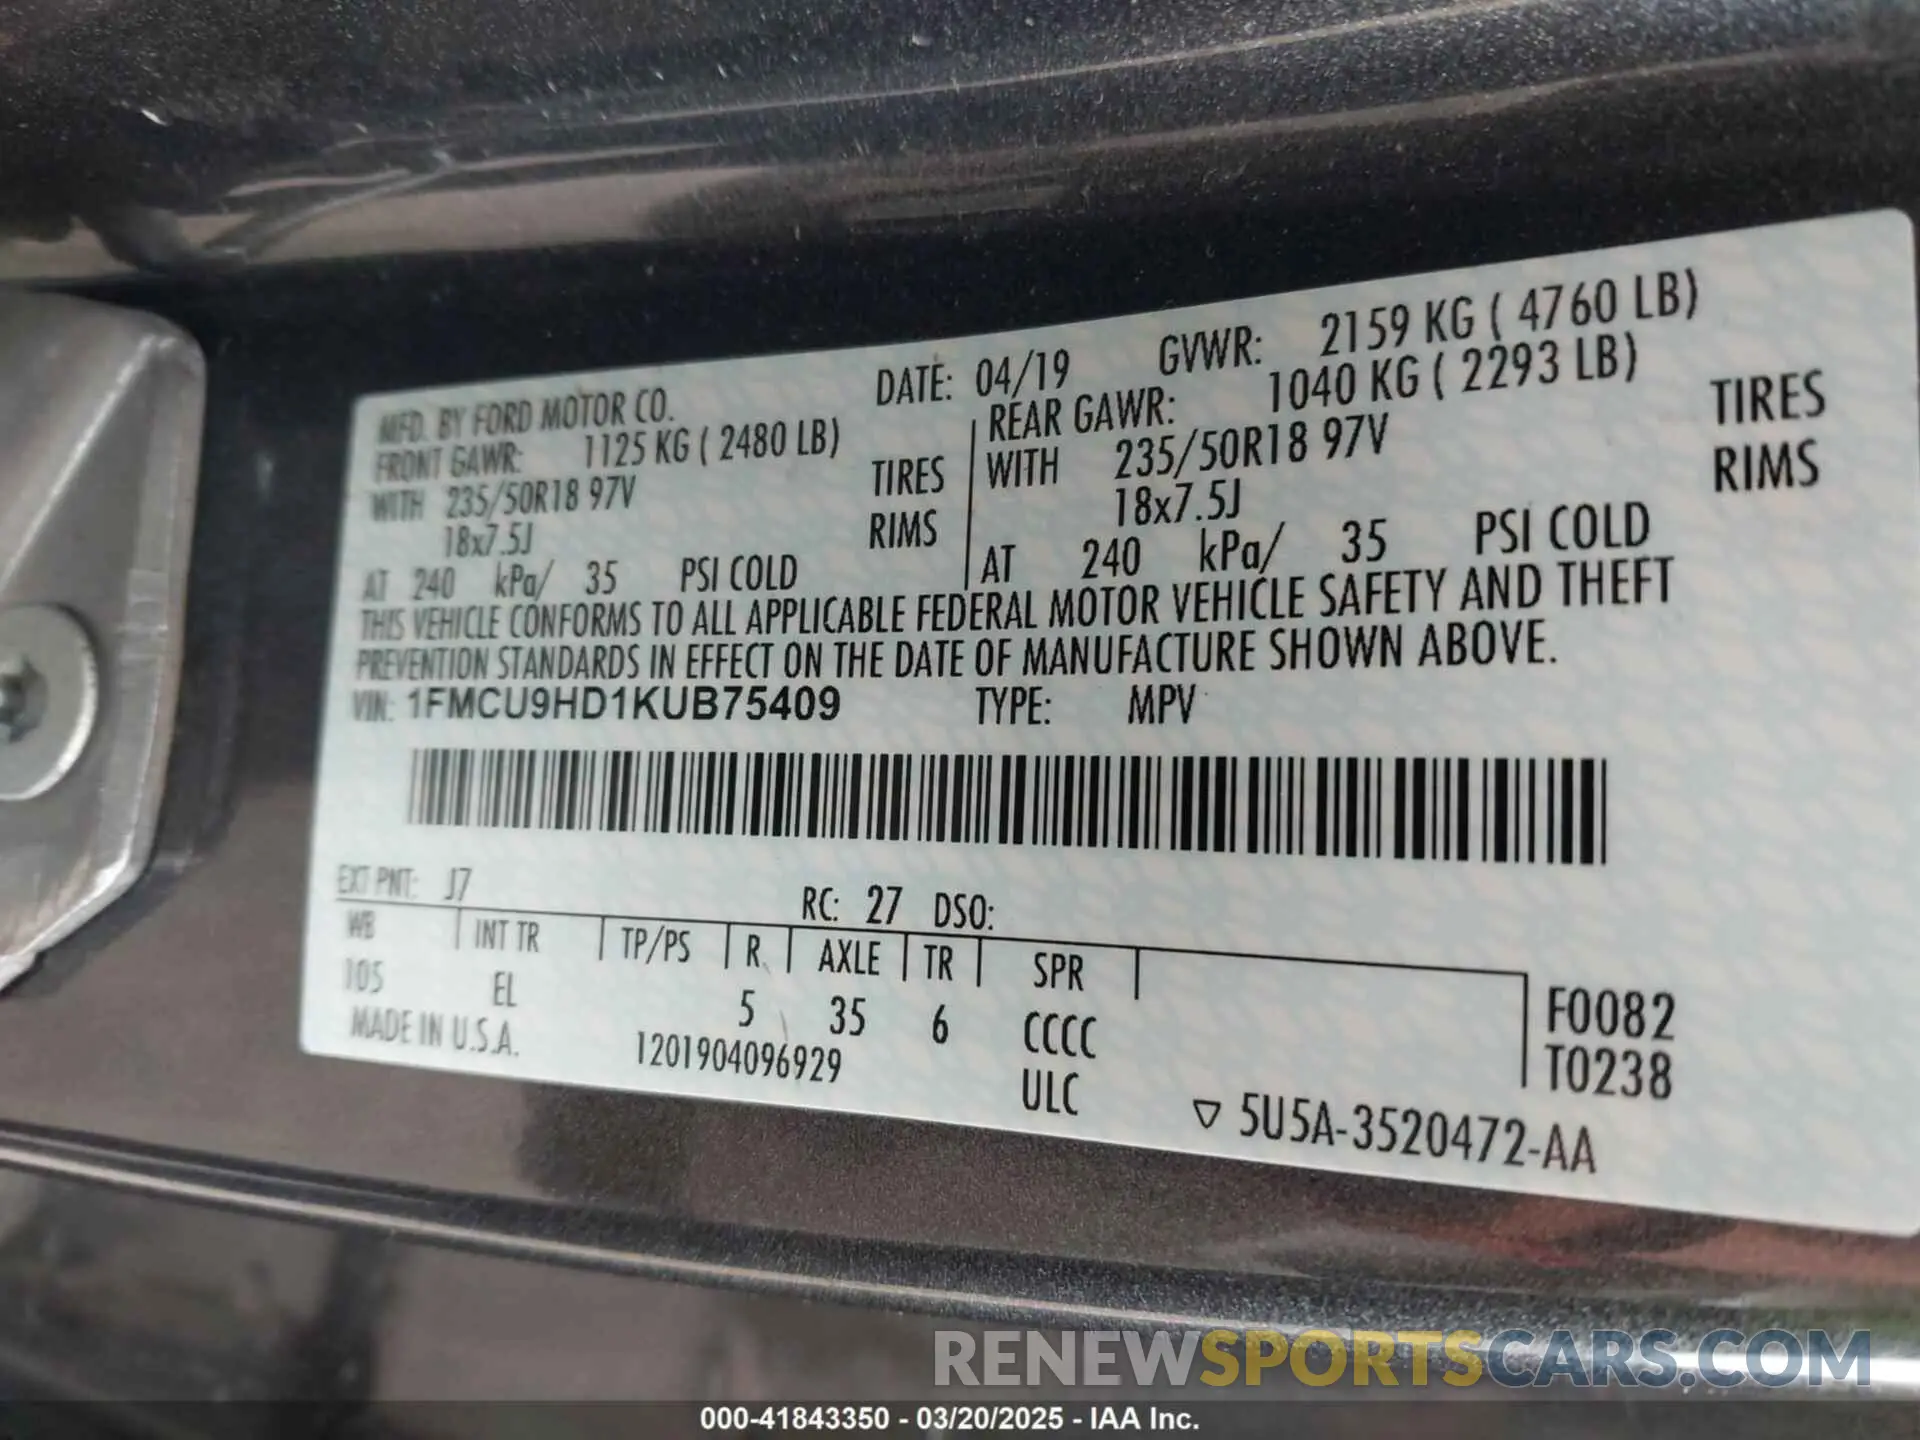 MFD. BY FORD MOTOR CO. DATE: 04/19 GVWR: 2159 KG ( 4760 LB)
FRONT GAWR: 1125 KG ( 2480 LB) REAR GAWR: 1040 KG ( 2293 LB)
WITH 235/50R18 97V TIRES WITH 235/50R18 97V TIRES
18x7.5J RIMS 18x7.5J RIMS
AT 240 kPa/ 35 PSI COLD AT 240 kPa/ 35 PSI COLD
THIS VEHICLE CONFORMS TO ALL APPLICABLE FEDERAL MOTOR VEHICLE SAFETY AND THEFT
PREVENTION STANDARDS IN EFFECT ON THE DATE OF MANUFACTURE SHOWN ABOVE.
VIN: 1FMCU9HD1KUB75409 TYPE: MPV
EXT PNT: J7 RC: 27 DSO:
WB INT TR TP/PS R AXLE TR SPR
105 EL 5 35 6 CCCC F0082
MADE IN U.S.A. 1201904096929 ULC T0238
▽ 5U5A-3520472-AA
RENEWSPORTSCARS.COM
000-41843350 - 03/20/2025 - IAA Inc.